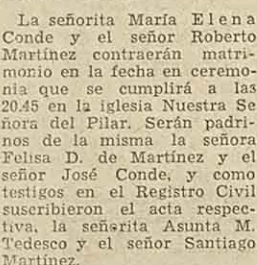 La señorita María Elena
Conde y el señor Roberto
Martínez contraerán matri-
monio en la fecha en ceremo-
nia que se cumplirá a las
20.45 en la iglesia Nuestra Se
ñora del Pilar. Serán padri-
nos de la misma la señora
Felisa D. de Martínez y el
señor José Conde, y como
testigos en el Registro Civil
suscribieron el acta respec-
tiva, la señorita Asunta M.
Tedesco y el señor Santiago
Martínez.